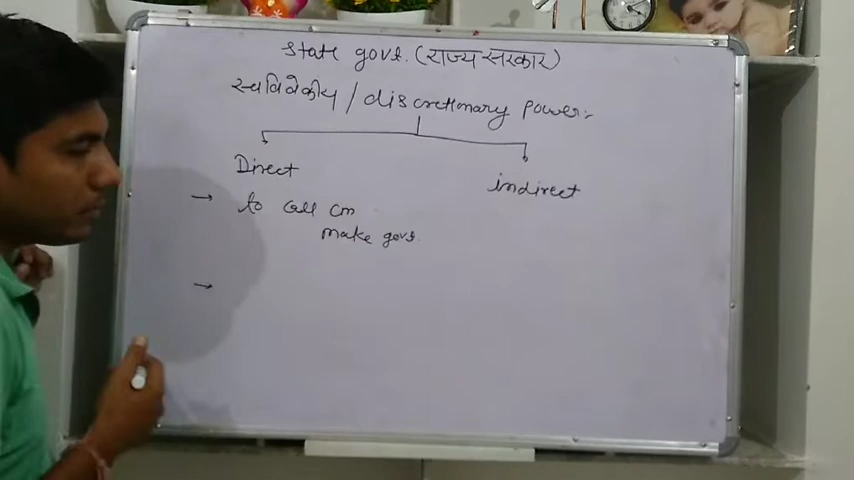 State govt. (राज्य सरकार)
स्वविवेकीय / discretionary power:-
Direct
indirect
→ to call cm
make govt.
→